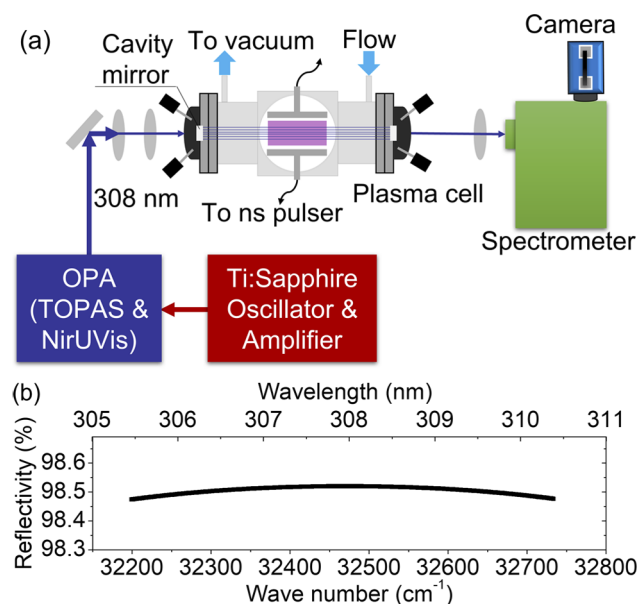 (a)
Cavity
mirror
To vacuum
Flow
Camera
308 nm
To ns pulser
Plasma cell
Spectrometer
OPA
(TOPAS &
NirUVis)
Ti:Sapphire
Oscillator &
Amplifier
(b)
Wavelength (nm)
305 306 307 308 309 310 311
Reflectivity (%)
98.6
98.5
98.4
98.3
32200 32300 32400 32500 32600 32700 32800
Wave number (cm⁻¹)